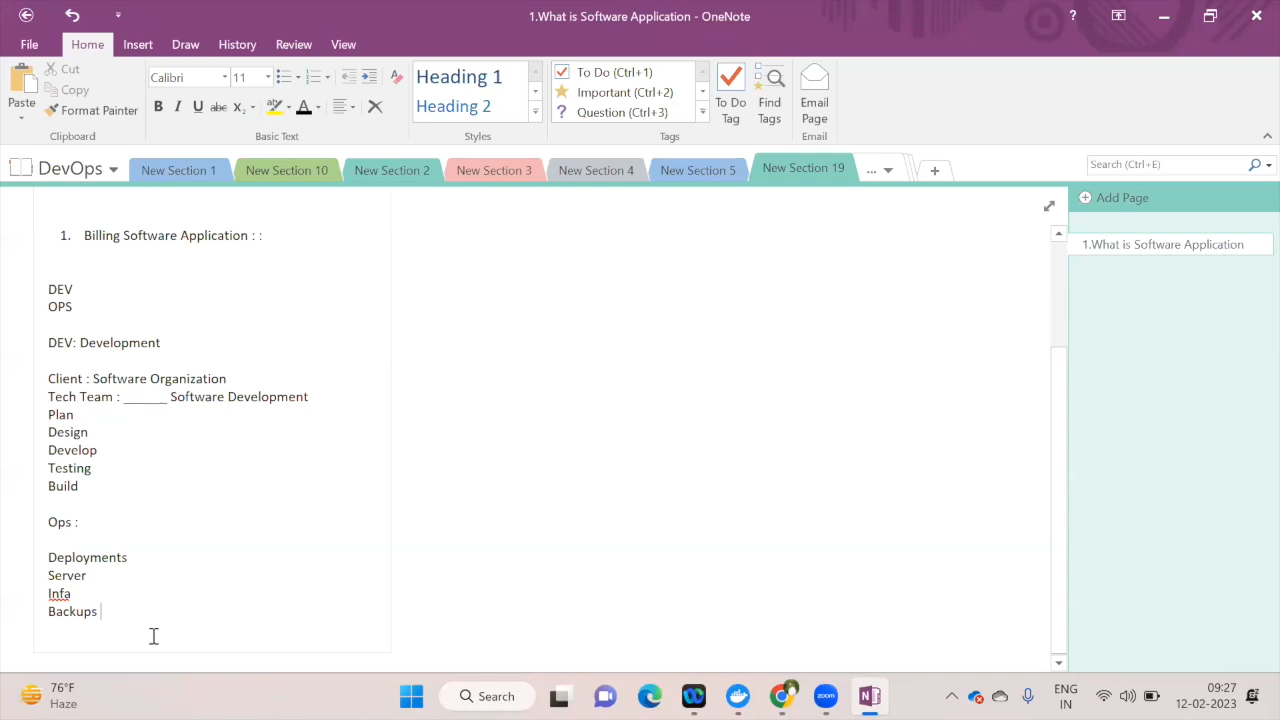 1.What is Software Application - OneNote
?
File Home Insert Draw History Review View
Paste
Cut
Copy
Format Painter
Clipboard
Calibri 11
B I U abc X₂ A
Basic Text
Heading 1
Heading 2
Styles
To Do (Ctrl+1)
Important (Ctrl+2)
? Question (Ctrl+3)
Tags
To Do Tag
Find Tags
Email Page
Email
DevOps
New Section 1 New Section 10 New Section 2 New Section 3 New Section 4 New Section 5 New Section 19 ...
Search (Ctrl+E)
Add Page
1.What is Software Application
1. Billing Software Application : :
DEV
OPS
DEV: Development
Client : Software Organization
Tech Team : ______ Software Development
Plan
Design
Develop
Testing
Build
Ops :
Deployments
Server
Infa
Backups
76°F
Haze
Search
zoom
ENG
IN
09:27
12-02-2023